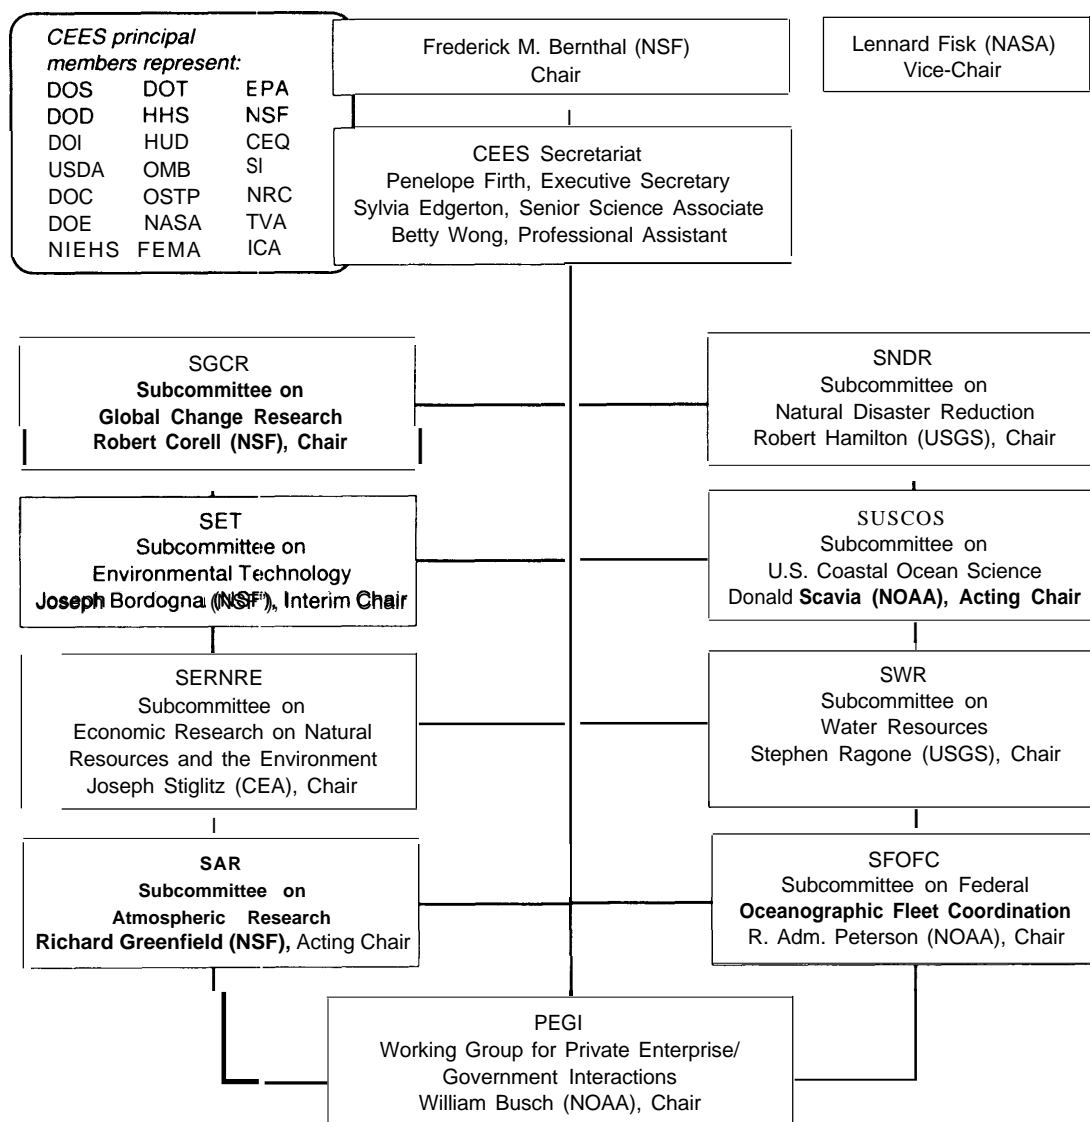 CEES principal
members represent:
DOS DOT EPA
DOD HHS NSF
DOI HUD CEQ
USDA OMB SI
DOC OSTP NRC
DOE NASA TVA
NIEHS FEMA ICA
Frederick M. Bernthal (NSF)
Chair
Lennard Fisk (NASA)
Vice-Chair
CEES Secretariat
Penelope Firth, Executive Secretary
Sylvia Edgerton, Senior Science Associate
Betty Wong, Professional Assistant
SGCR
Subcommittee on
Global Change Research
Robert Corell (NSF), Chair
SNDR
Subcommittee on
Natural Disaster Reduction
Robert Hamilton (USGS), Chair
SET
Subcommittee on
Environmental Technology
Joseph Bordogna (NSF), Interim Chair
SUSCOS
Subcommittee on
U.S. Coastal Ocean Science
Donald Scavia (NOAA), Acting Chair
SERNRE
Subcommittee on
Economic Research on Natural
Resources and the Environment
Joseph Stiglitz (CEA), Chair
SWR
Subcommittee on
Water Resources
Stephen Ragone (USGS), Chair
SAR
Subcommittee on
Atmospheric Research
Richard Greenfield (NSF), Acting Chair
SFOFC
Subcommittee on Federal
Oceanographic Fleet Coordination
R. Adm. Peterson (NOAA), Chair
PEGI
Working Group for Private Enterprise/
Government Interactions
William Busch (NOAA), Chair